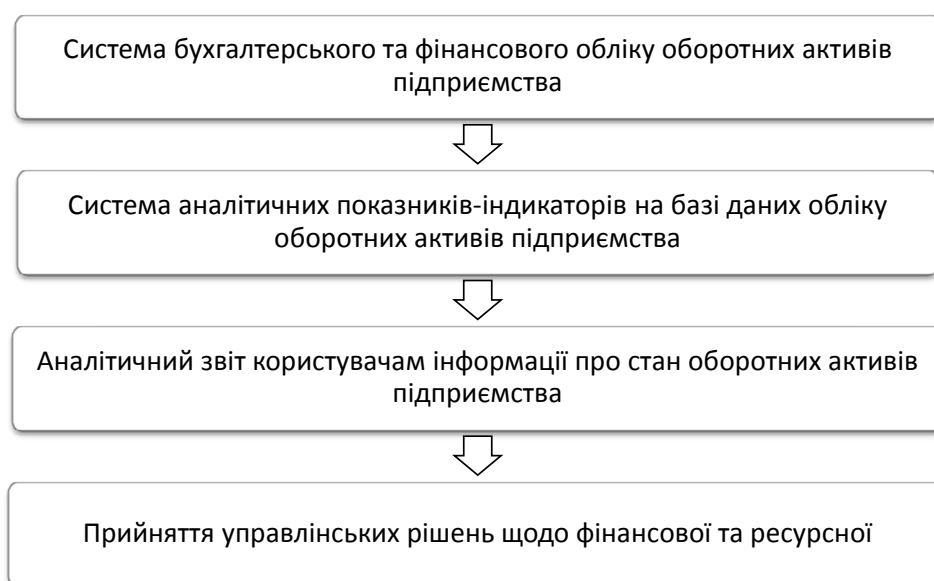 Система бухгалтерського та фінансового обліку оборотних активів
підприємства
Система аналітичних показників-індикаторів на базі даних обліку
оборотних активів підприємства
Аналітичний звіт користувачам інформації про стан оборотних активів
підприємства
Прийняття управлінських рішень щодо фінансової та ресурсної